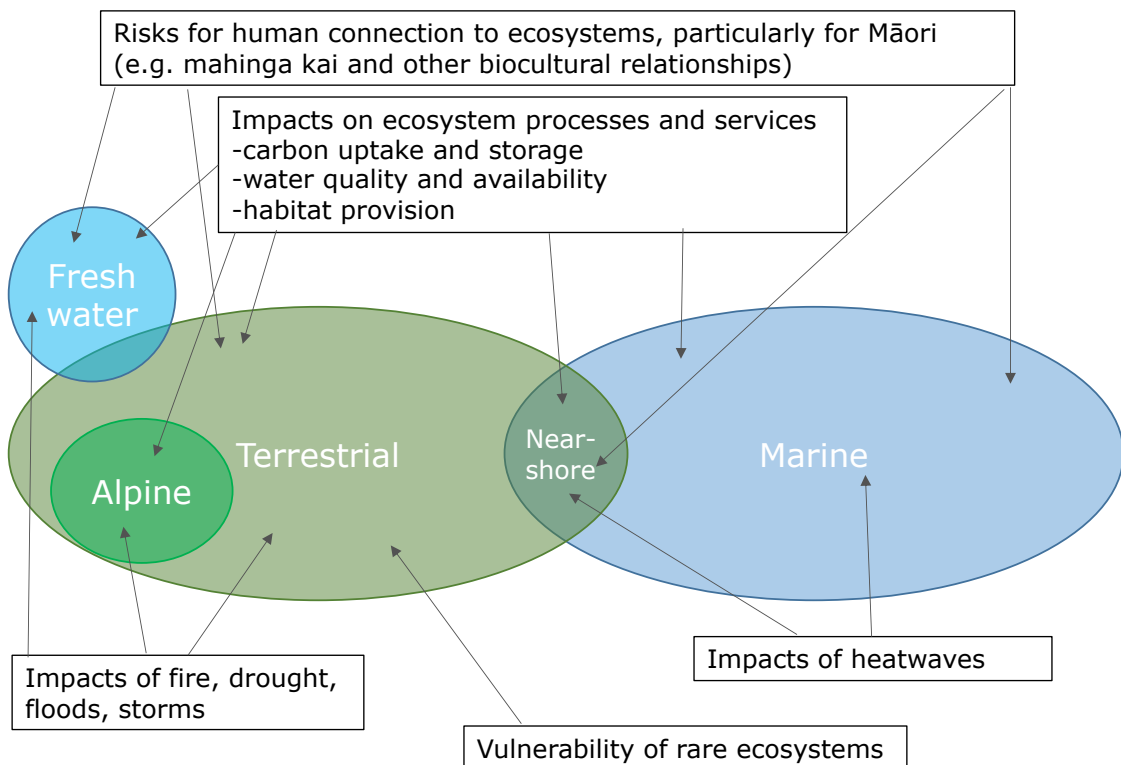 Risks for human connection to ecosystems, particularly for Māori
(e.g. mahinga kai and other biocultural relationships)
Impacts on ecosystem processes and services
-carbon uptake and storage
-water quality and availability
-habitat provision
Fresh
water
Terrestrial
Alpine
Near-
shore
Marine
Impacts of fire, drought,
floods, storms
Impacts of heatwaves
Vulnerability of rare ecosystems